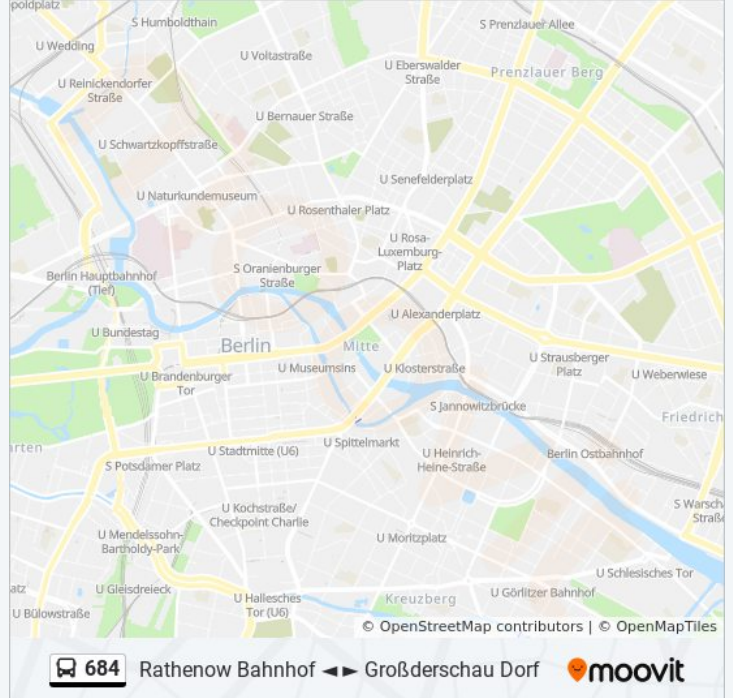 poldplatz
S Humboldthain
S Prenzlauer Allee
U Wedding
U Voltastraße
U Eberswalder
Straße
Prenzlauer Berg
U Reinickendorfer
Straße
U Bernauer Straße
U Schwartzkopffstraße
U Senefelderplatz
U Naturkundemuseum
U Rosenthaler Platz
U Rosa-
Luxemburg-
Platz
Berlin Hauptbahnhof
(Tief)
S Oranienburger
Straße
U Alexanderplatz
U Bundestag
Berlin
Mitte
U Strausberger
Platz
U Museumsins
U Klosterstraße
U Weberwiese
U Brandenburger
Tor
S Jannowitzbrücke
Friedrich
rten
U Stadtmitte (U6)
U Spittelmarkt
U Heinrich-
Heine-Straße
Berlin Ostbahnhof
S Potsdamer Platz
S Warsch
Straße
U Kochstraße/
Checkpoint Charlie
U Mendelssohn-
Bartholdy-Park
U Moritzplatz
U Schlesisches Tor
atz
U Gleisdreieck
U Hallesches
Tor (U6)
Kreuzberg
U Görlitzer Bahnhof
U Bülowstraße
© OpenStreetMap contributors | © OpenMapTiles
684 Rathenow Bahnhof ◄ ► Großderschau Dorf
moovit